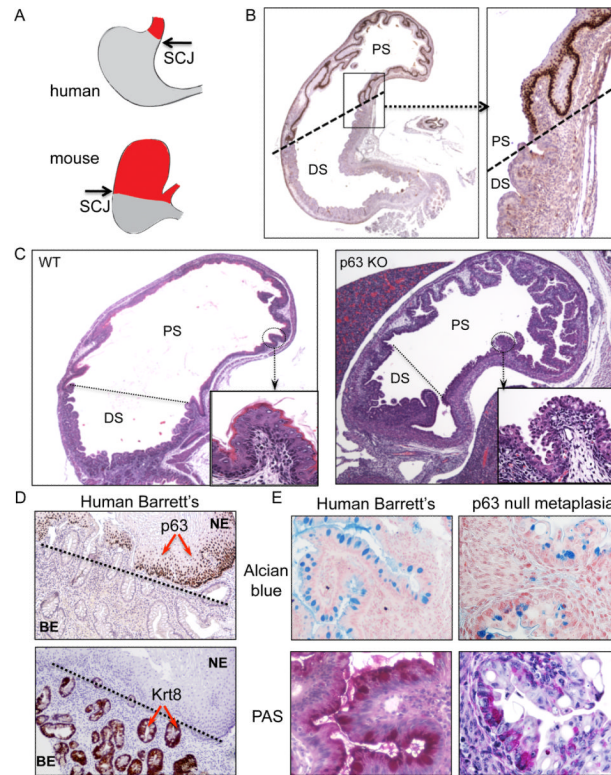 A
SCJ
human
mouse
SCJ
B
PS
DS
PS
DS
C
WT
PS
DS
p63 KO
PS
DS
D
Human Barrett's
p63
NE
BE
NE
Krt8
BE
E
Human Barrett's
p63 null metaplasia
Alcian
blue
PAS